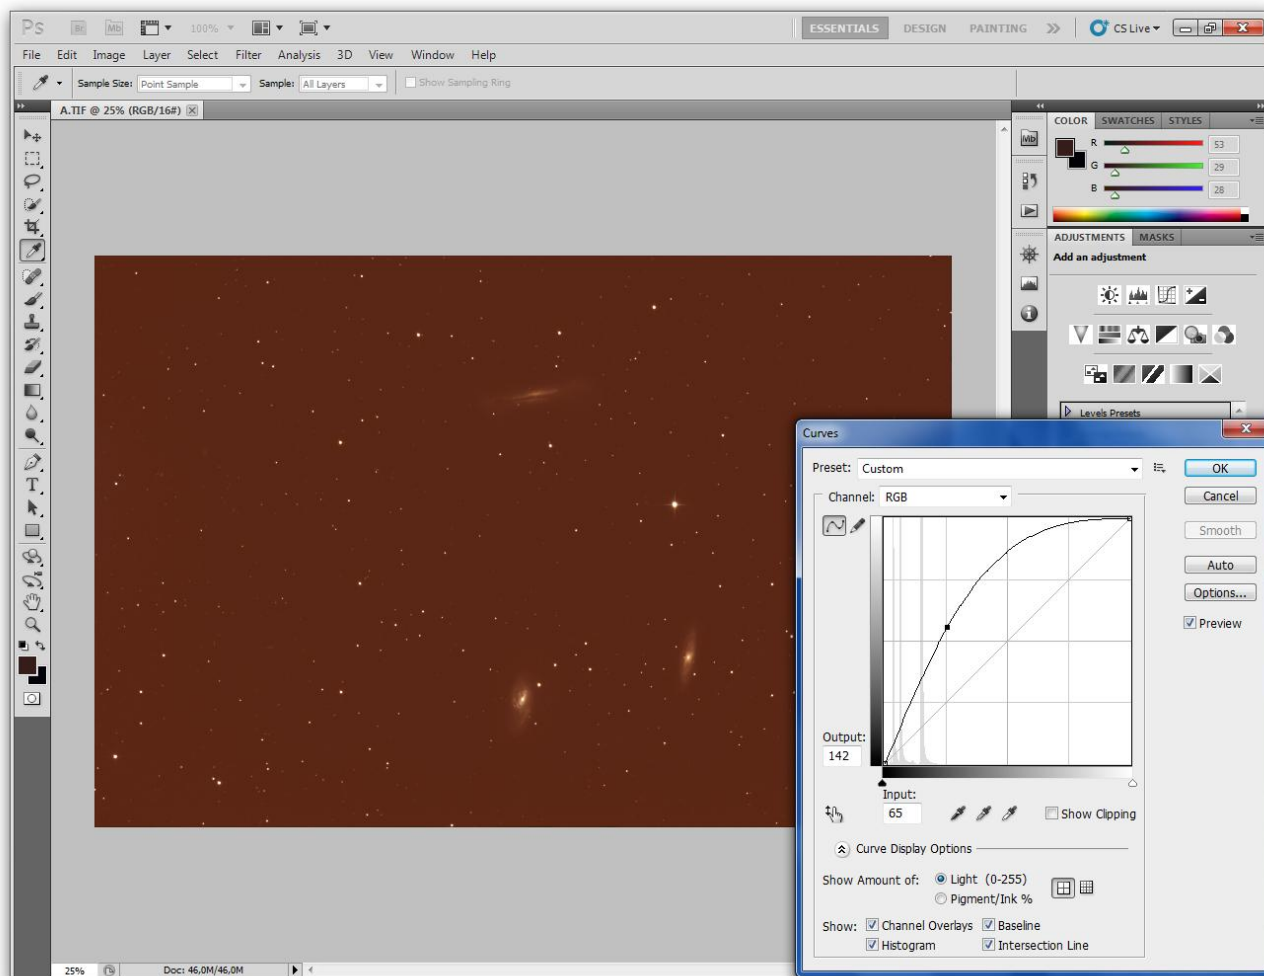 Ps Br Mb 100% ESSENTIALS DESIGN PAINTING CS Live
File Edit Image Layer Select Filter Analysis 3D View Window Help
Sample Size: Point Sample Sample: All Layers Show Sampling Ring
A.TIF @ 25% (RGB/16#)
Mb
COLOR SWATCHES STYLES
R 53
G 29
B 28
ADJUSTMENTS MASKS
Add an adjustment
Levels Presets
Curves
Preset: Custom
OK
Channel: RGB
Cancel
Smooth
Auto
Options...
Preview
Output:
142
Input:
65
Show Clipping
Curve Display Options
Show Amount of: Light (0-255)
Pigment/Ink %
Show: Channel Overlays Baseline
Histogram Intersection Line
25% Doc: 46,0M/46,0M